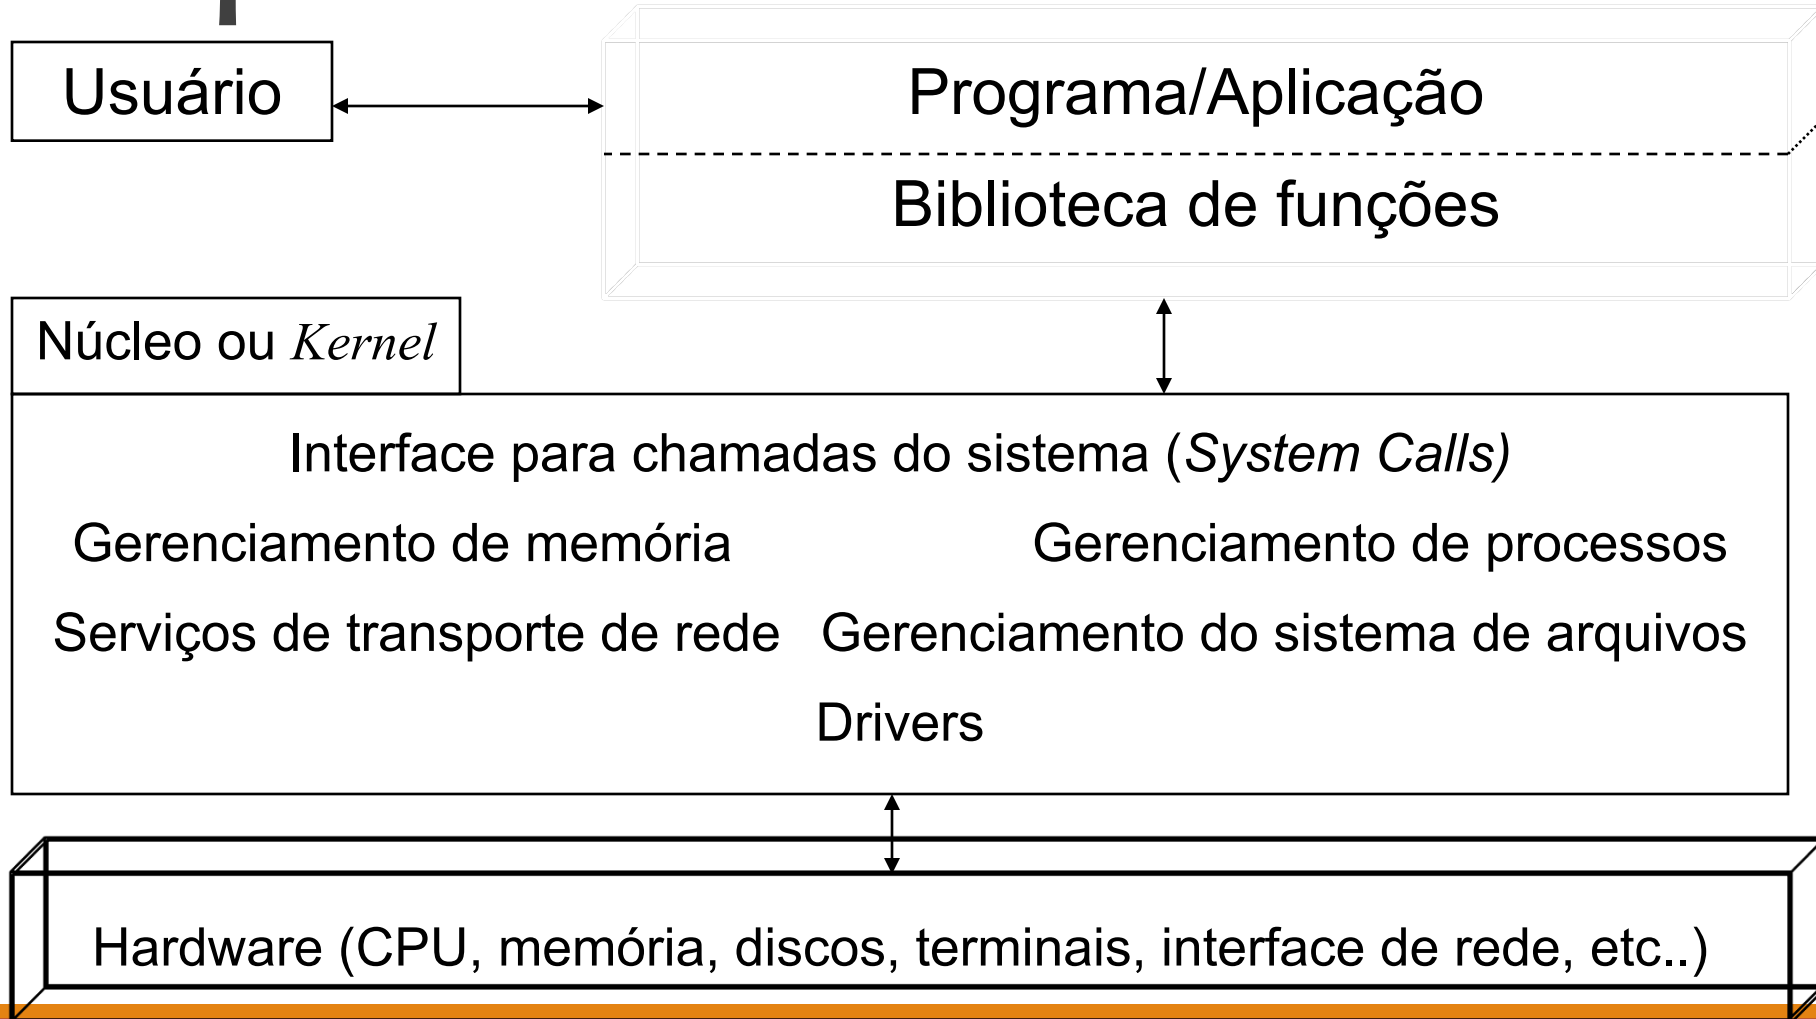 Usuário
Programa/Aplicação
Biblioteca de funções
Núcleo ou Kernel
Interface para chamadas do sistema (System Calls)
Gerenciamento de memória
Gerenciamento de processos
Serviços de transporte de rede
Gerenciamento do sistema de arquivos
Drivers
Hardware (CPU, memória, discos, terminais, interface de rede, etc..)